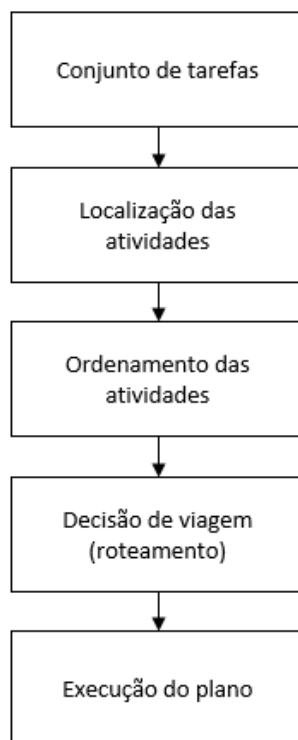 Conjunto de tarefas
Localização das
atividades
Ordenamento das
atividades
Decisão de viagem
(roteamento)
Execução do plano